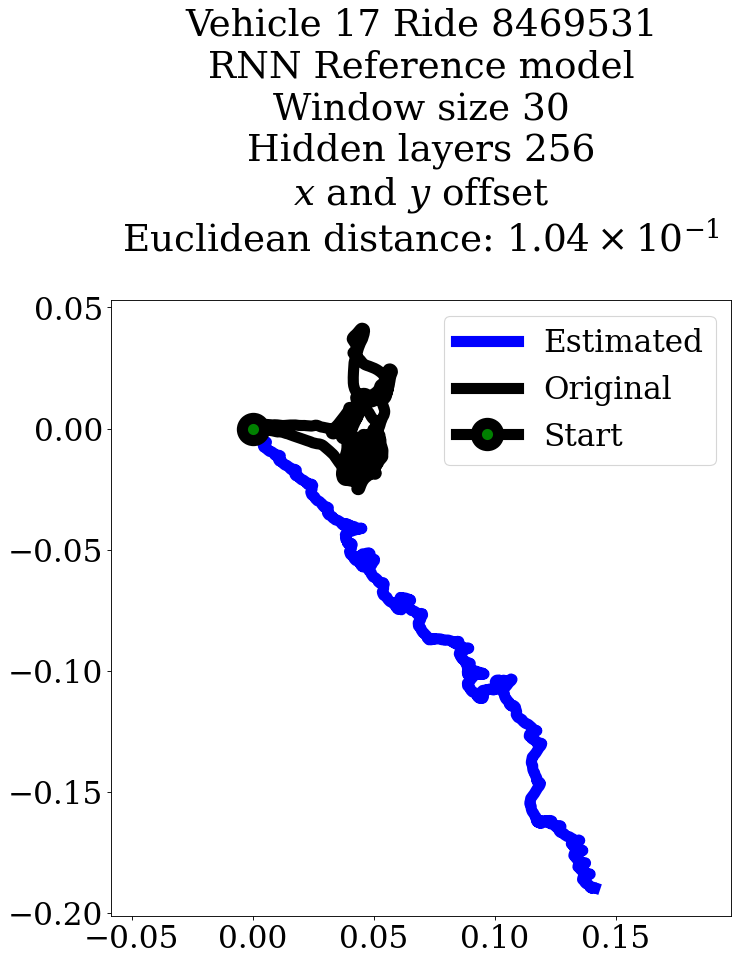 Vehicle 17 Ride 8469531
RNN Reference model
Window size 30
Hidden layers 256
x and y offset
Euclidean distance: 1.04 × 10⁻¹
Estimated
Original
Start
0.05
0.00
−0.05
−0.10
−0.15
−0.20
−0.05 0.00 0.05 0.10 0.15